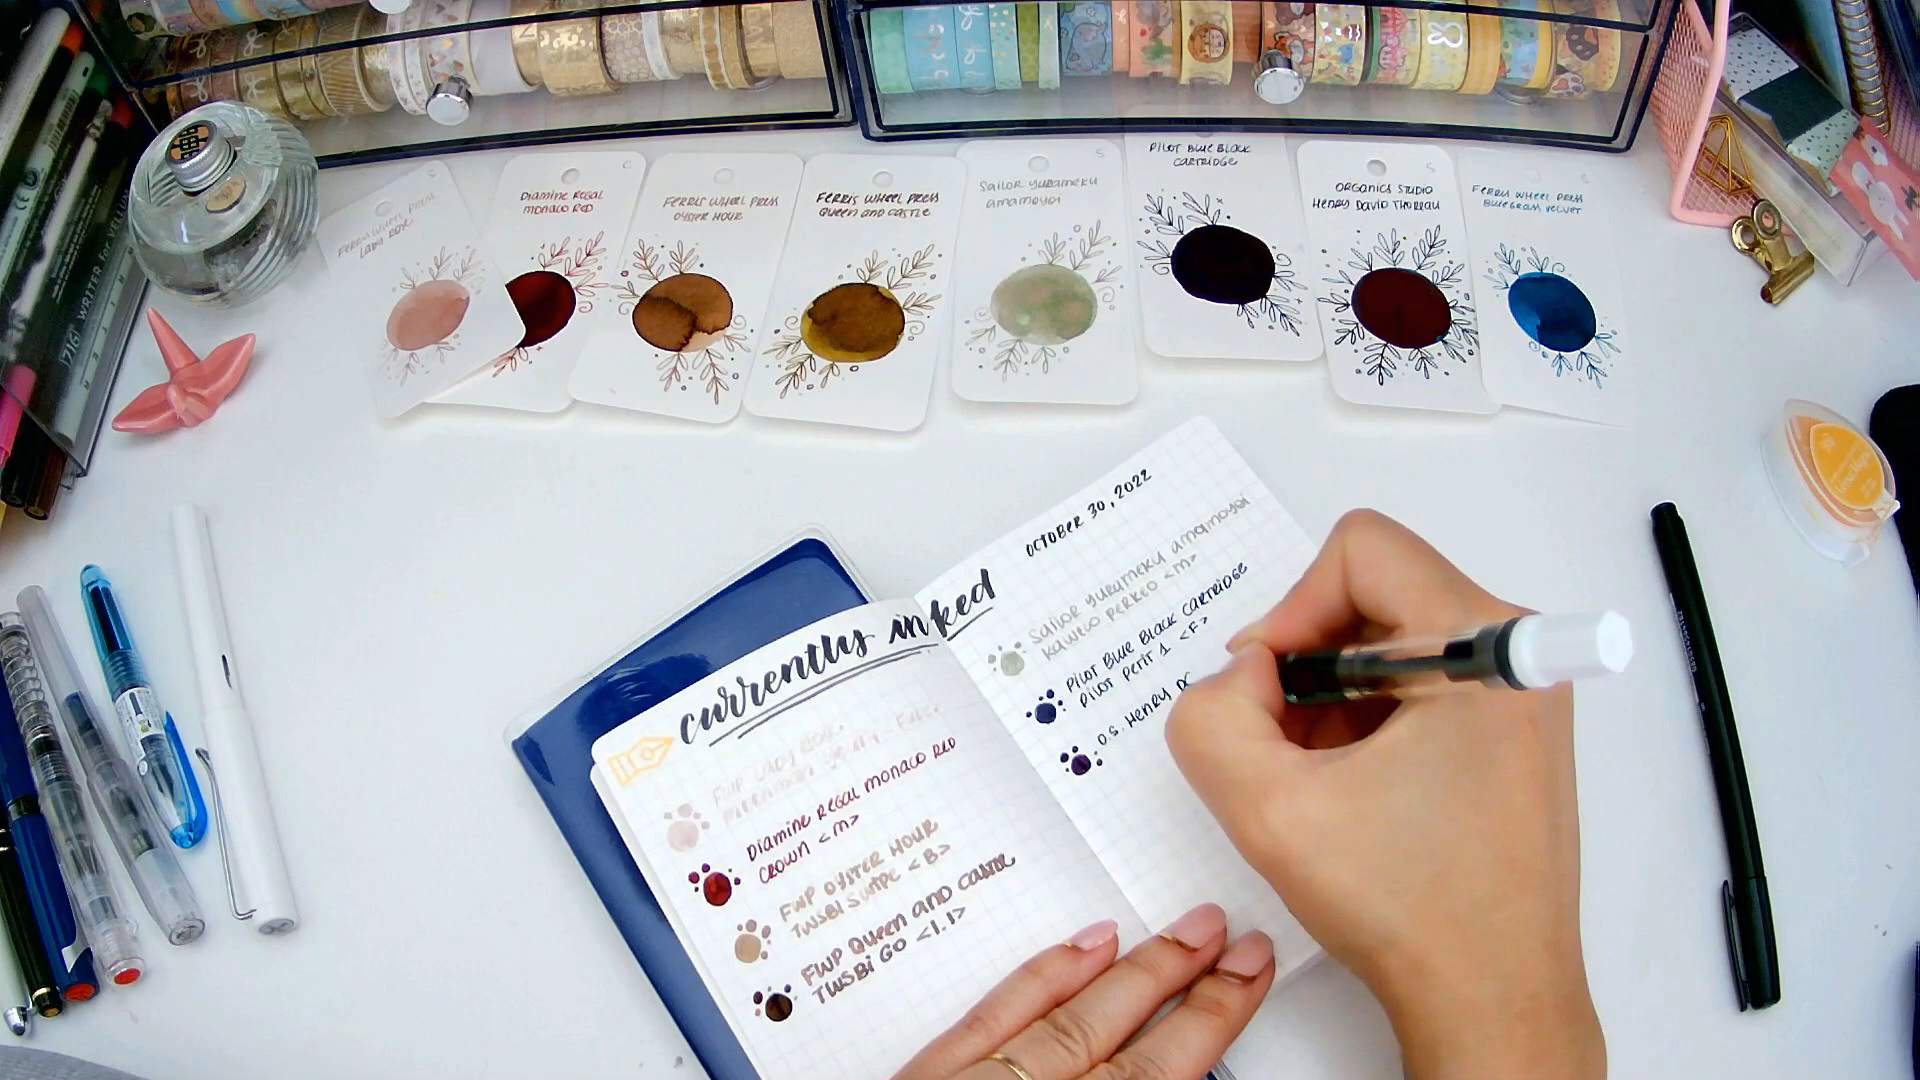 FERRIS WHEEL PRESS
LADY ROSE
Diamine REGAL
monaco RED
FERRIS WHEEL PRESS
OYSTER HOUR
FERRIS WHEEL PRESS
Queen and CASTLE
Sailor yurameku
amamoyoi
PILOT BLUE BLACK
CARTRIDGE
ORGANICS STUDIO
HENRY DAVID THOREAU
FERRIS WHEEL PRESS
BLUEGRASS VELVET
currently inked
FWP LADY ROSE
Diamine REGAL monaco RED
CROWN <M>
FWP OYSTER HOUR
TWSBI SWIPE <B>
FWP Queen AND CASTLE
TWSBI GO <1.1>
OCTOBER 30, 2022
Sailor yurameku amamoyoi
KAWECO PERKEO <M>
PILOT BLUE BLACK CARTRIDGE
PILOT PETIT 1 <F>
O.S. HENRY